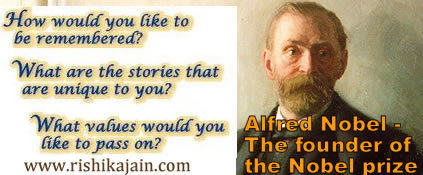 How would you like to
be remembered?
What are the stories that
are unique to you?
What values would you
like to pass on?
www.rishikajain.com
Alfred Nobel -
The founder of
the Nobel prize